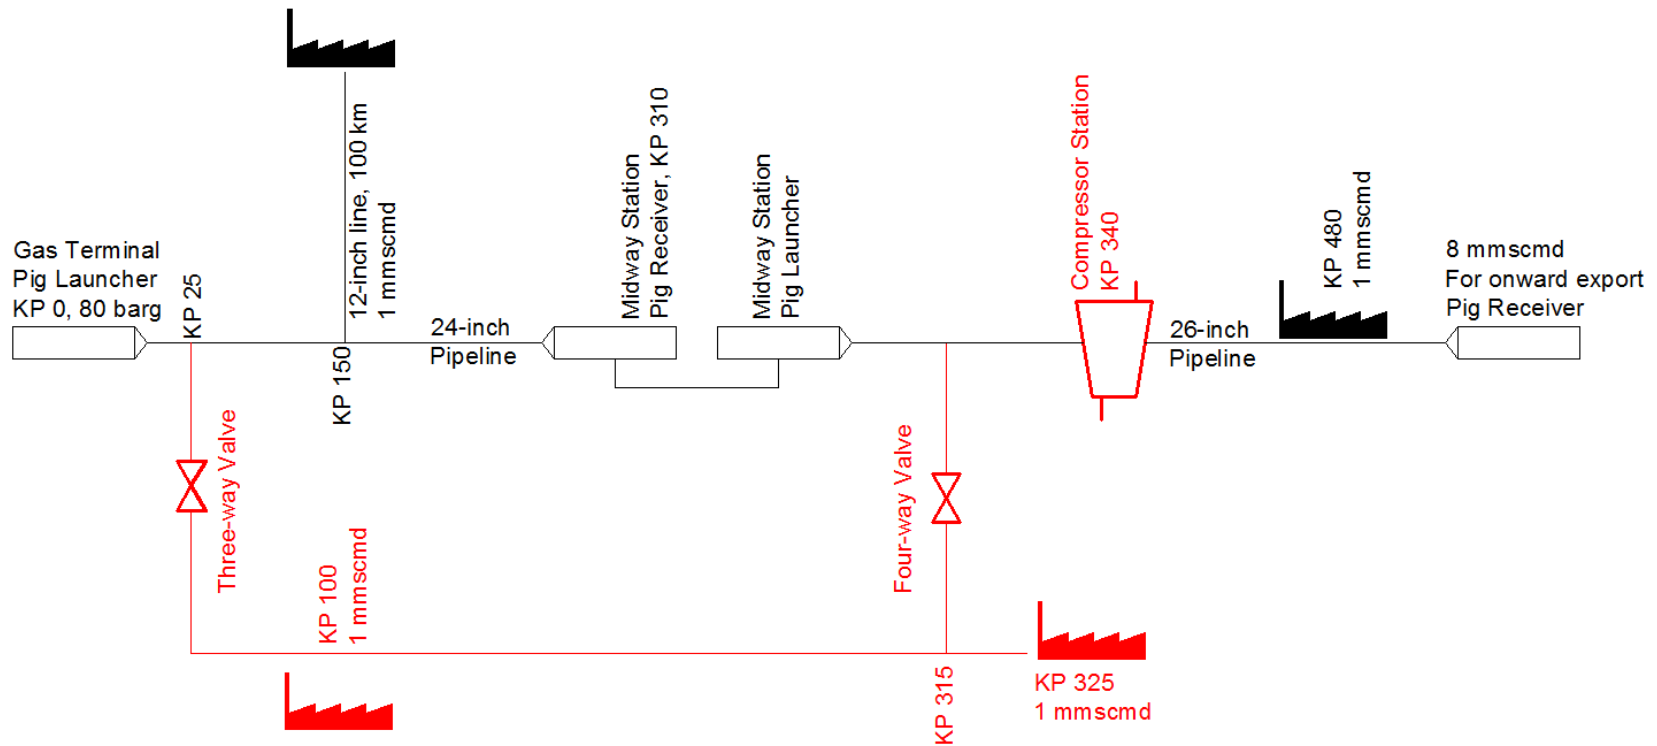 Gas Terminal
Pig Launcher
KP 0, 80 barg
KP 25
Three-way Valve
12-inch line, 100 km
1 mmscmd
KP 150
24-inch
Pipeline
Midway Station
Pig Receiver, KP 310
Midway Station
Pig Launcher
Compressor Station
KP 340
26-inch
Pipeline
KP 480
1 mmscmd
8 mmscmd
For onward export
Pig Receiver
KP 100
1 mmscmd
Four-way Valve
KP 315
KP 325
1 mmscmd